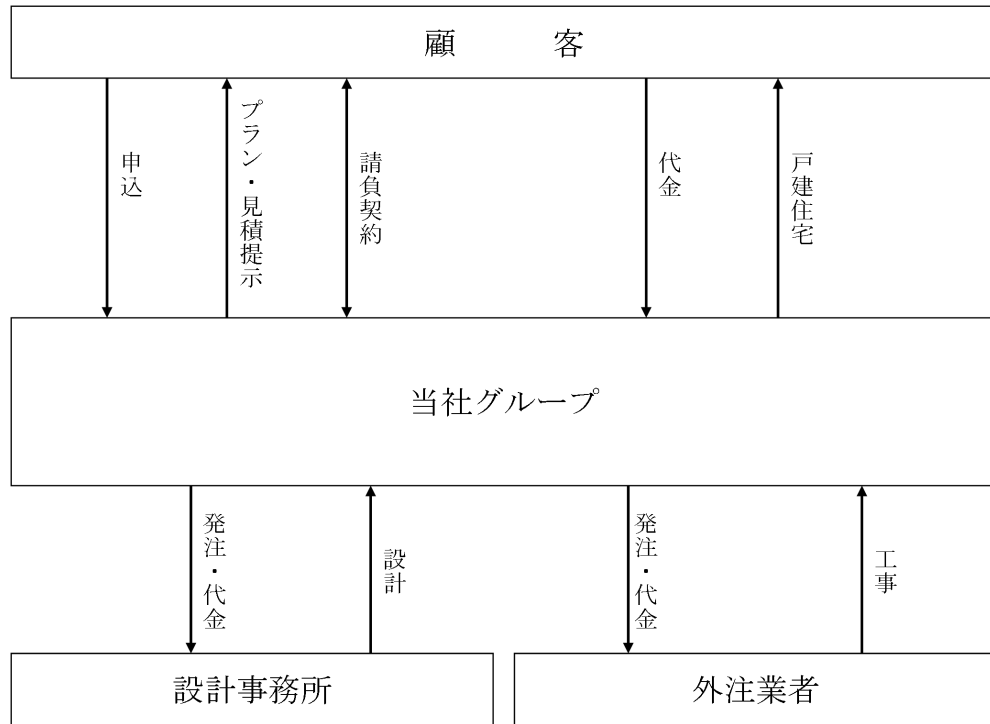 顧客
申込
プラン・見積提示
請負契約
代金
戸建住宅
当社グループ
発注・代金
設計
発注・代金
工事
設計事務所
外注業者